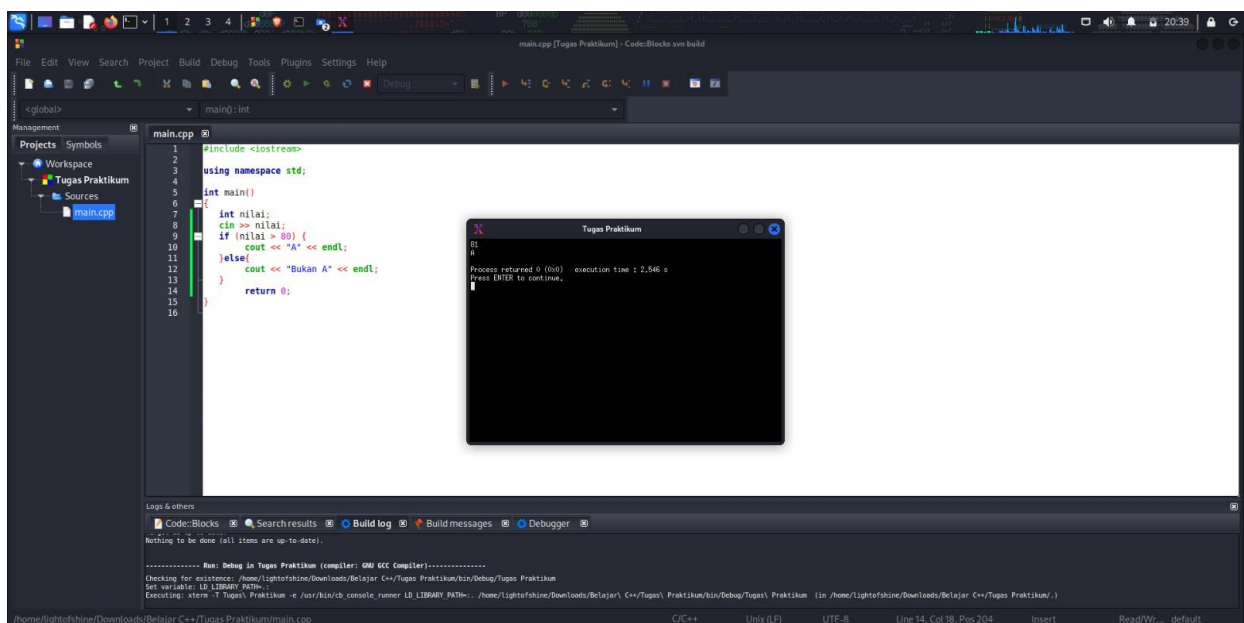 1 2 3 4
20:39
main.cpp [Tugas Praktikum] - Code::Blocks svn build
File Edit View Search Project Build Debug Tools Plugins Settings Help
Debug
<global>
main() : int
Management
Projects Symbols
Workspace
Tugas Praktikum
Sources
main.cpp
main.cpp
1 #include <iostream>
2
3 using namespace std;
4
5 int main()
6 {
7 int nilai;
8 cin >> nilai;
9 if (nilai > 80) {
10 cout << "A" << endl;
11 }else{
12 cout << "Bukan A" << endl;
13 }
14 return 0;
15 }
16
Tugas Praktikum
81
A
Process returned 0 (0x0) execution time : 2,546 s
Press ENTER to continue.
Logs & others
Code::Blocks Search results Build log Build messages Debugger
Nothing to be done (all items are up-to-date).
-------------- Run: Debug in Tugas Praktikum (compiler: GNU GCC Compiler)---------------
Checking for existence: /home/lightofshine/Downloads/Belajar C++/Tugas Praktikum/bin/Debug/Tugas Praktikum
Set variable: LD_LIBRARY_PATH=.:
Executing: xterm -T Tugas\ Praktikum -e /usr/bin/cb_console_runner LD_LIBRARY_PATH=:. /home/lightofshine/Downloads/Belajar\ C++/Tugas\ Praktikum/bin/Debug/Tugas\ Praktikum (in /home/lightofshine/Downloads/Belajar C++/Tugas Praktikum/.)
/home/lightofshine/Downloads/Belajar C++/Tugas Praktikum/main.cpp
C/C++ Unix (LF) UTF-8 Line 14, Col 18, Pos 204 Insert Read/Wr... default